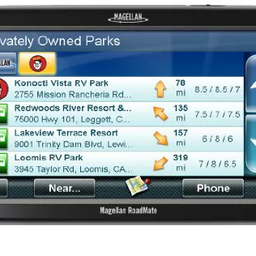 MAGELLAN
vately Owned Parks
Konocti Vista RV Park
2755 Mission Rancheria Rd...
78
mi
8.5 / 8.5 / 7
Redwoods River Resort &...
75000 Hwy 101, Leggett, C...
135
mi
7.5 / 7 / 7.5
Lakeview Terrace Resort
9001 Trinity Dam Blvd, Lewi...
157
mi
6 / 8 / 6
Loomis RV Park
3945 Taylor Rd, Loomis, CA...
319
mi
7 / 8 / 6.5
Near...
Phone
Magellan RoadMate